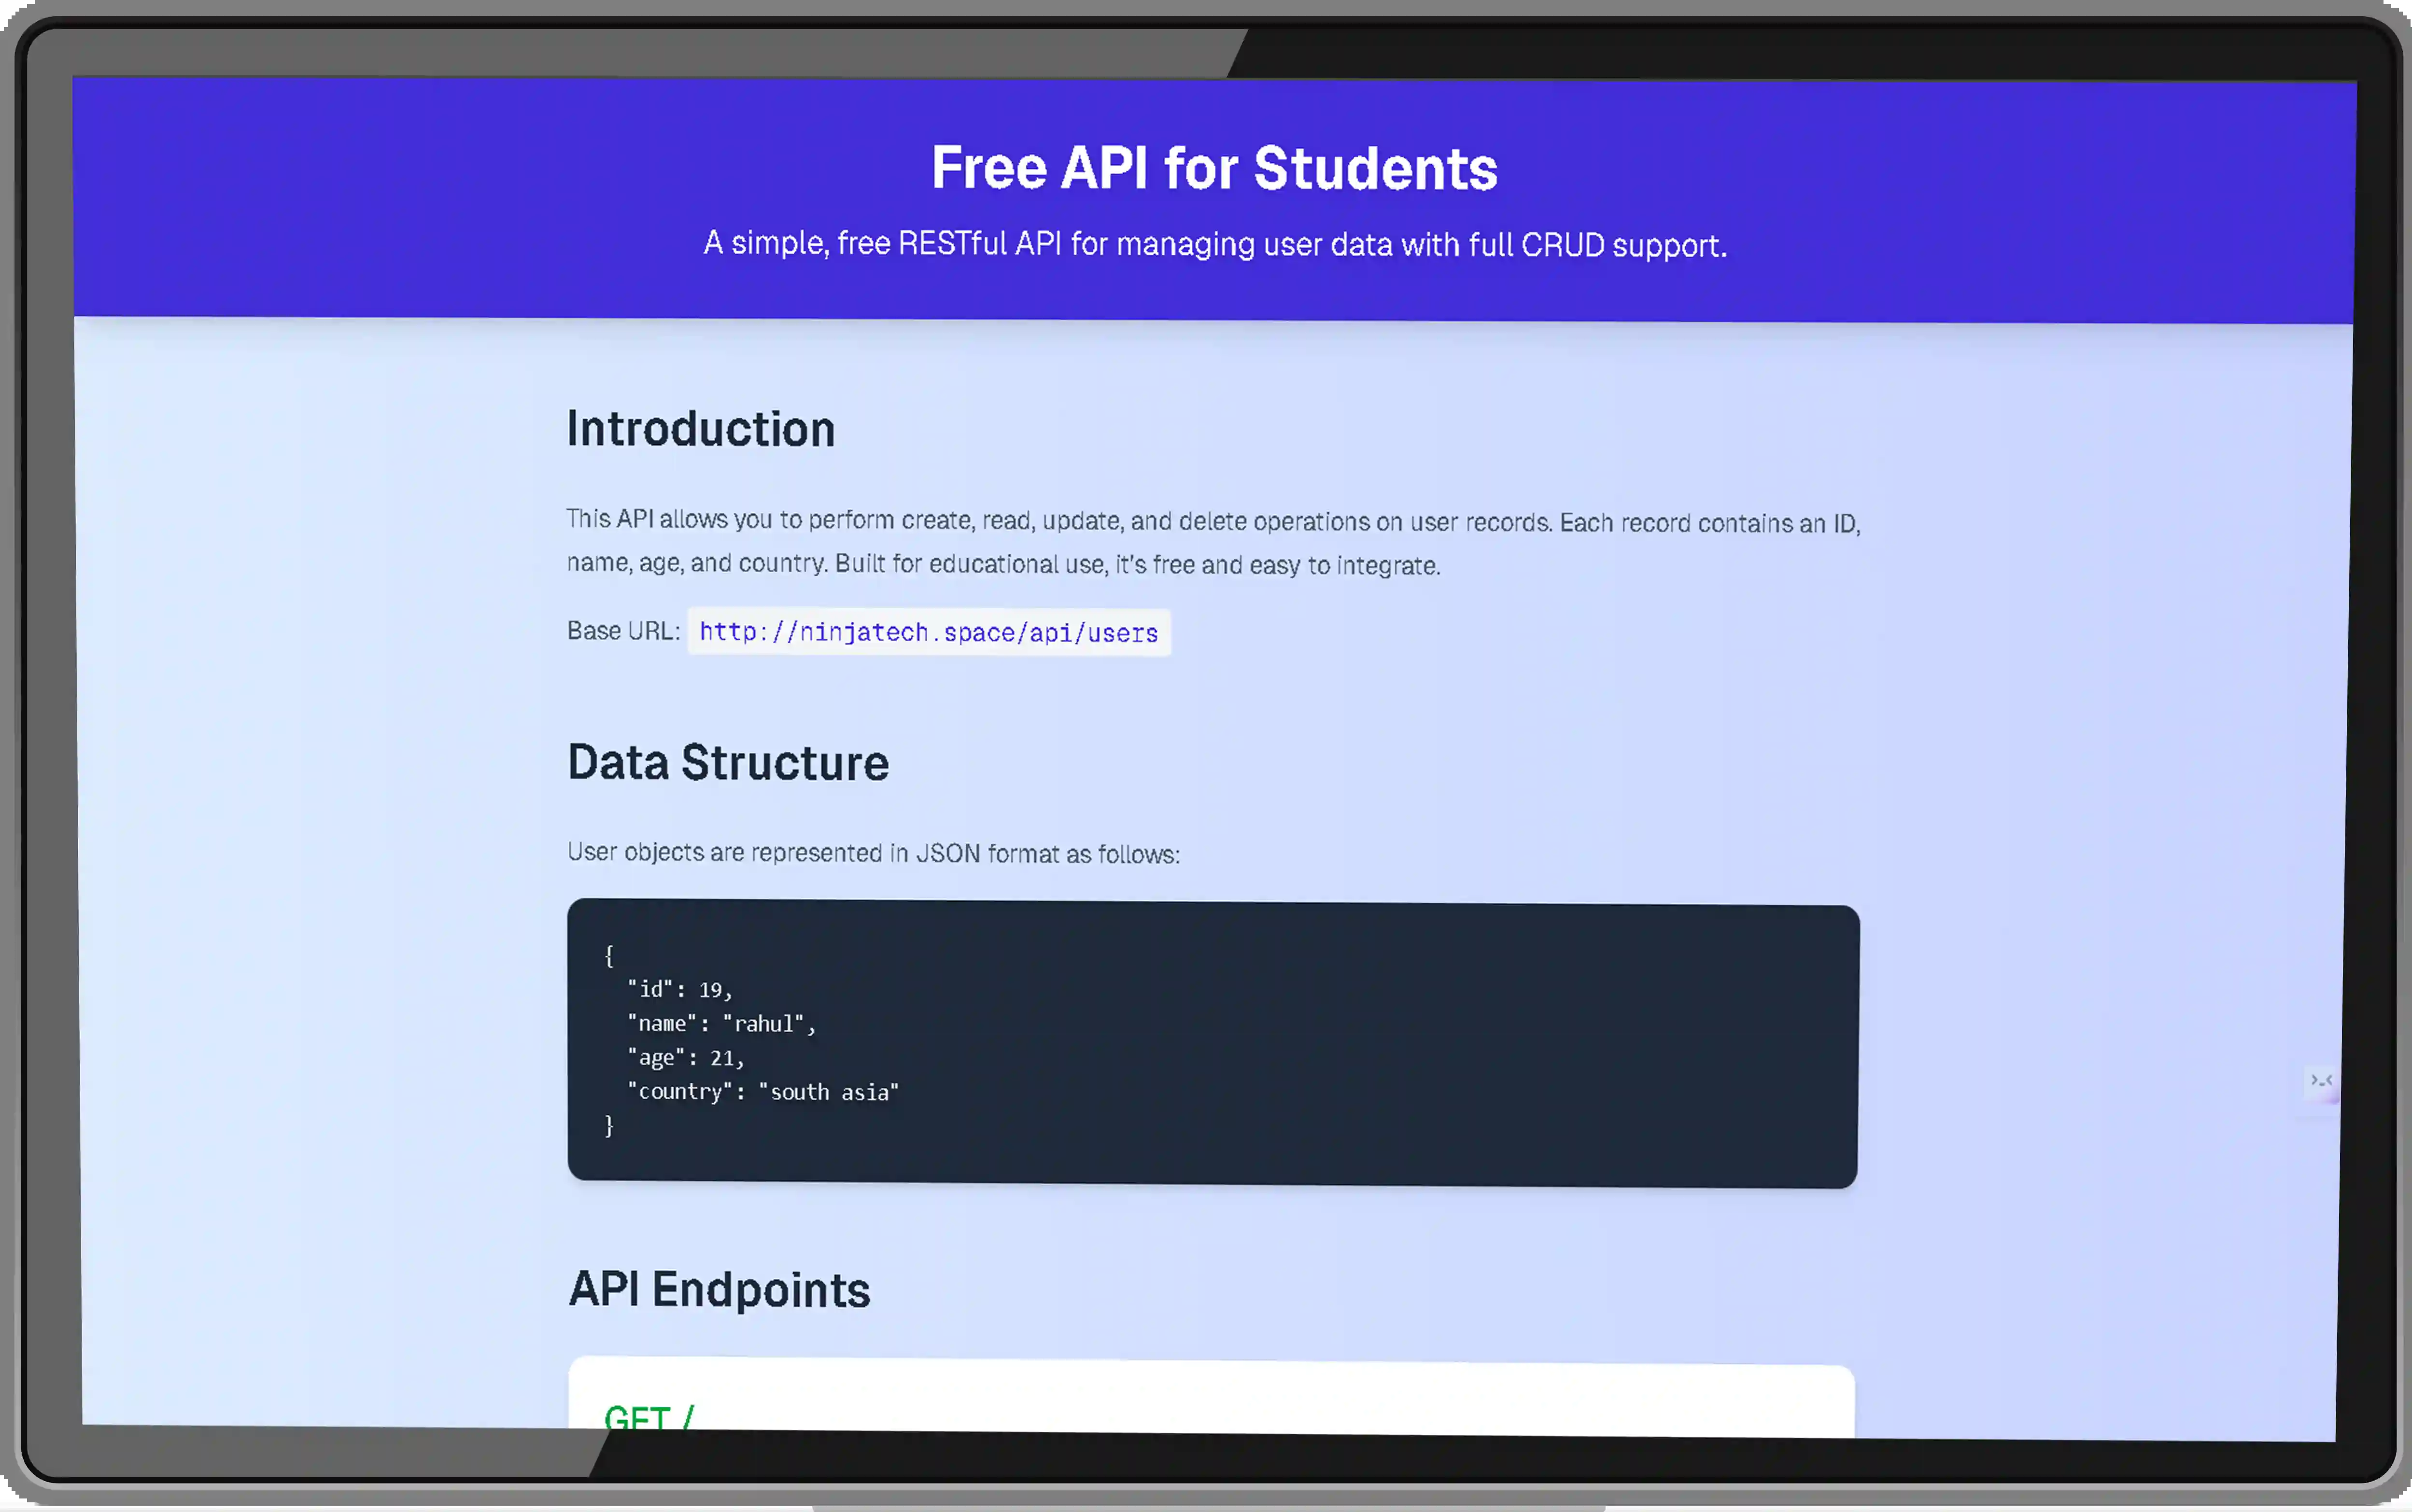 Free API for Students
A simple, free RESTful API for managing user data with full CRUD support.
Introduction
This API allows you to perform create, read, update, and delete operations on user records. Each record contains an ID,
name, age, and country. Built for educational use, it's free and easy to integrate.
Base URL: http://ninjatech.space/api/users
Data Structure
User objects are represented in JSON format as follows:
{
"id": 19,
"name": "rahul",
"age": 21,
"country": "south asia"
}
API Endpoints
GET /